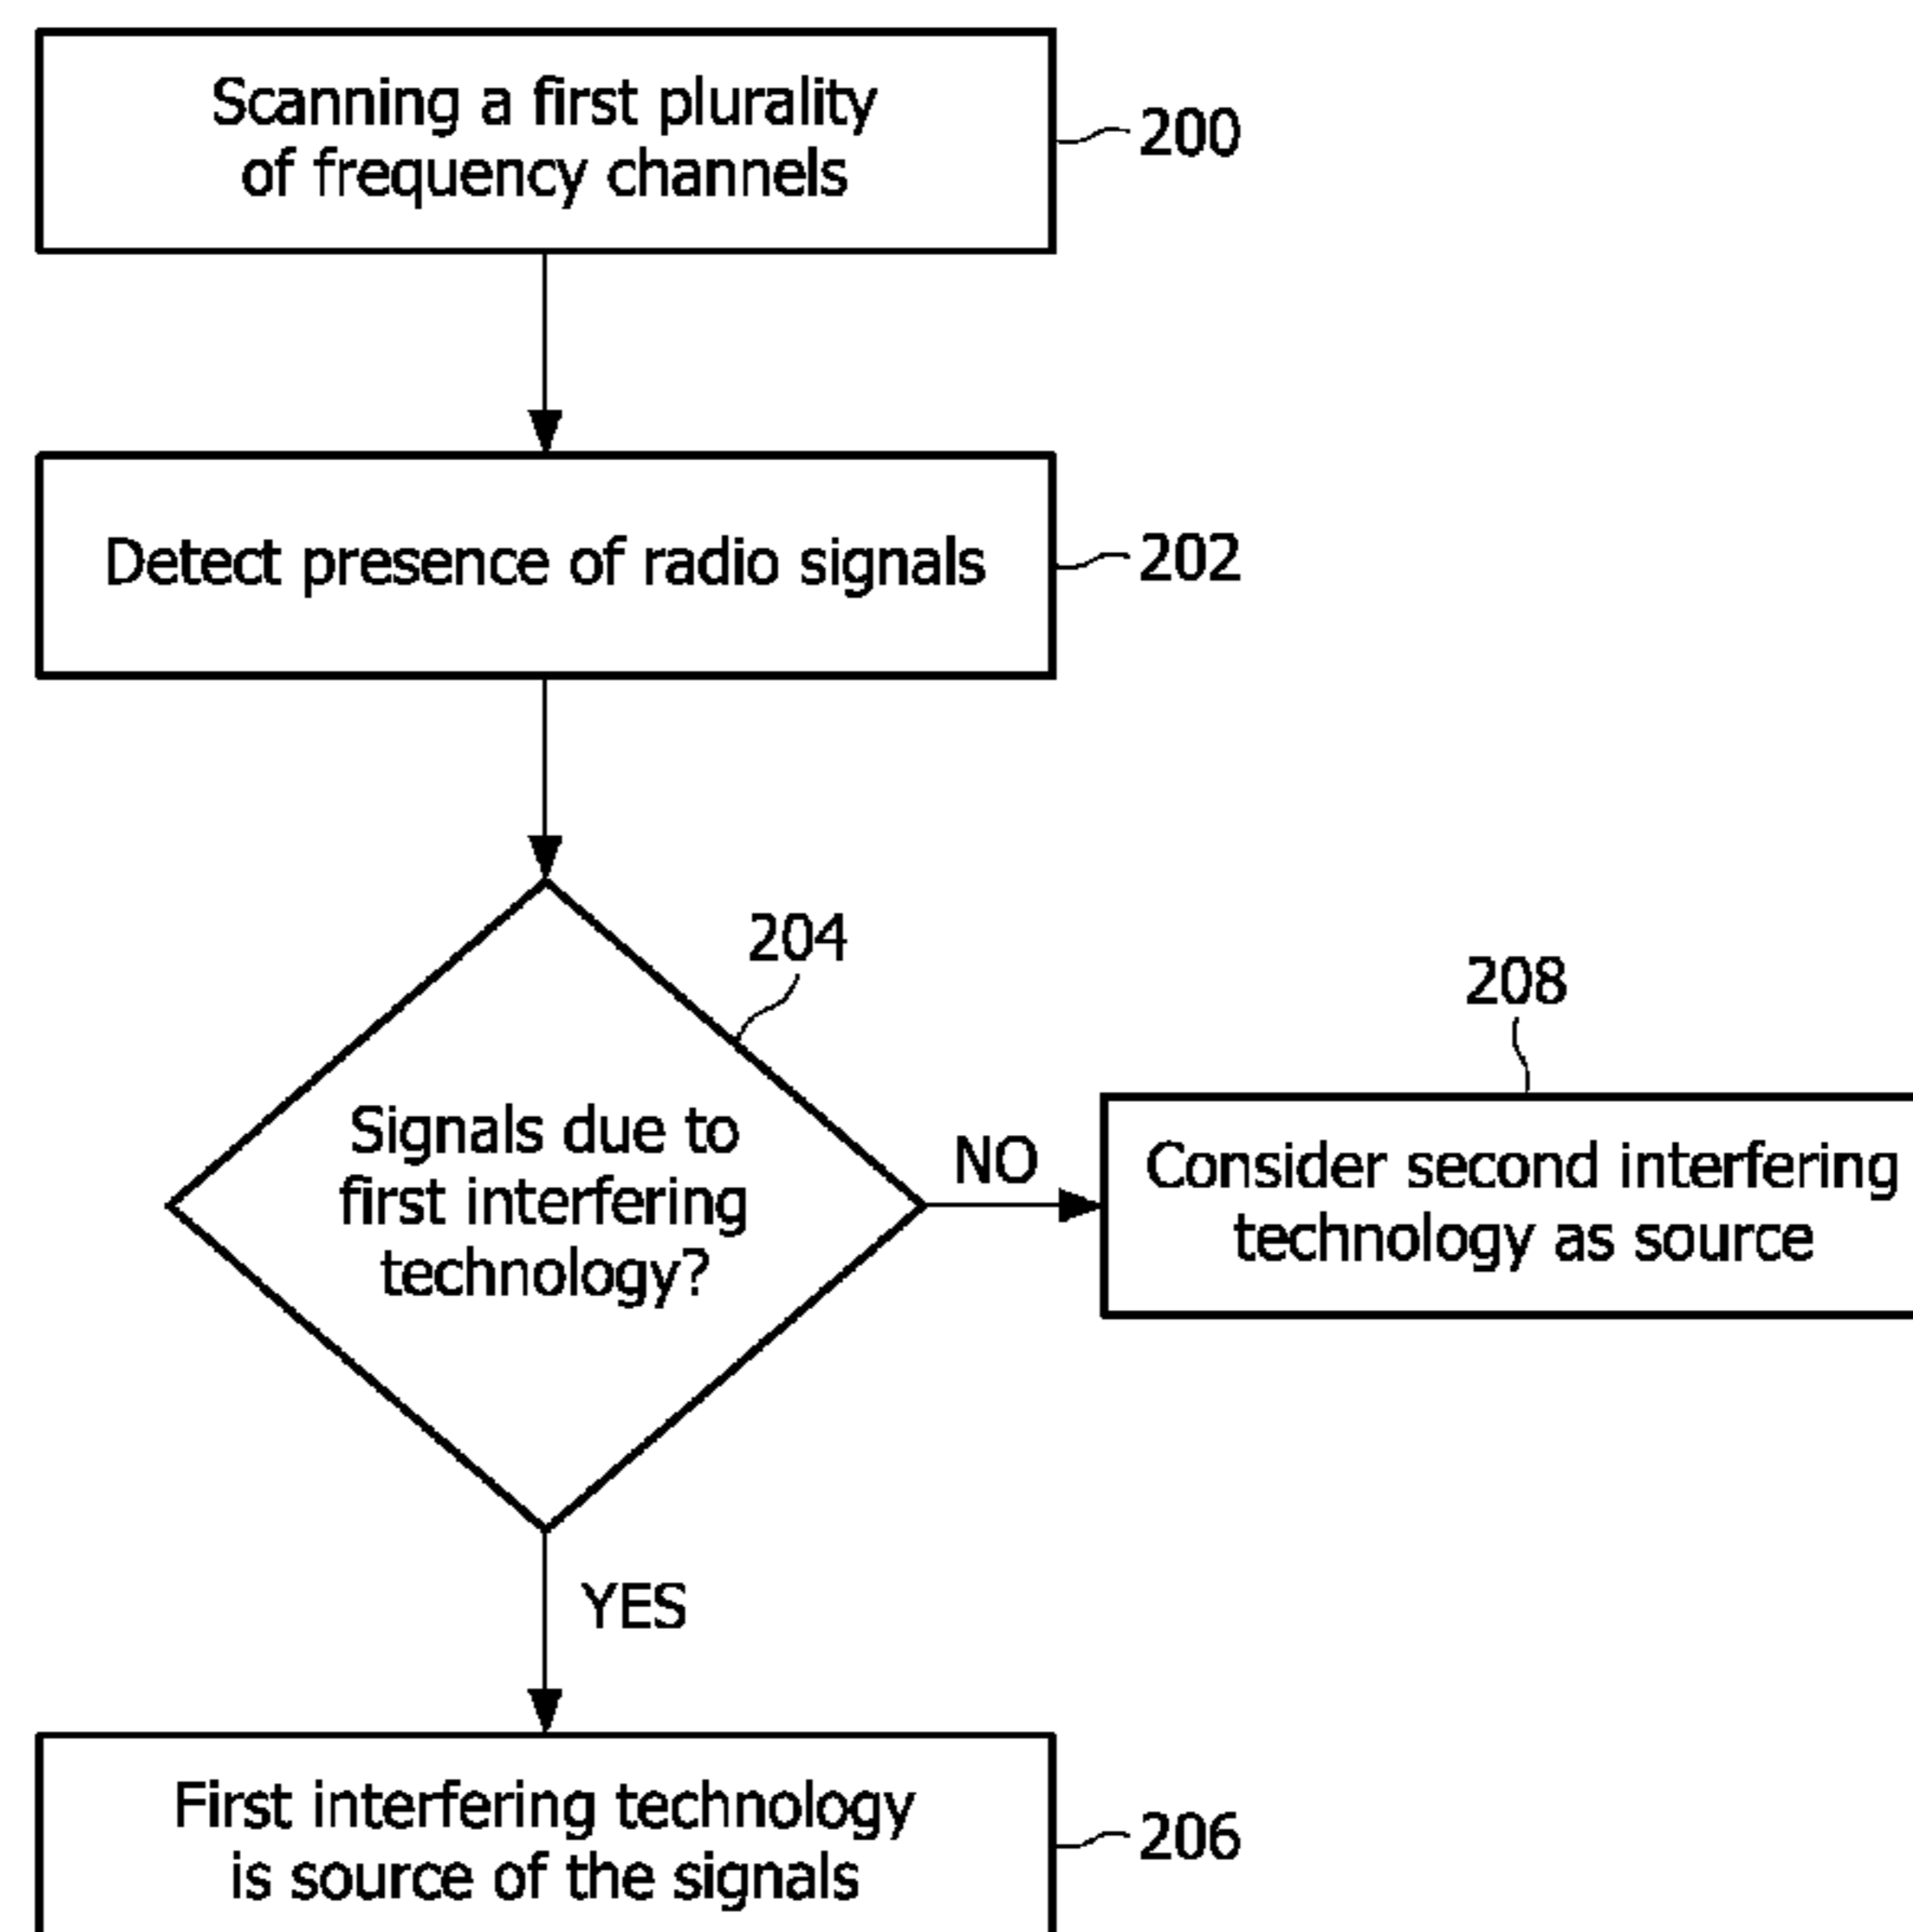 Scanning a first plurality
of frequency channels
200
Detect presence of radio signals
202
204
Signals due to
first interfering
technology?
NO
208
Consider second interfering
technology as source
YES
First interfering technology
is source of the signals
206